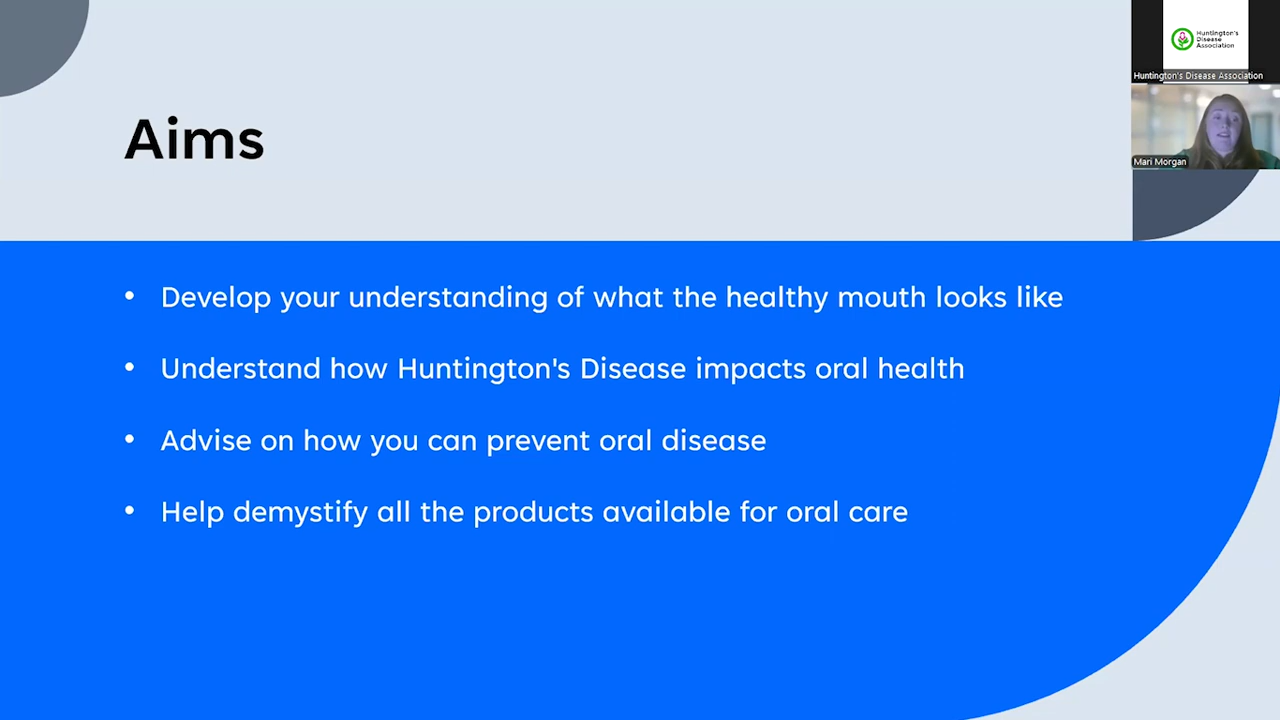 Aims
Huntington's
Disease
Association
Huntington's Disease Association
Mari Morgan
• Develop your understanding of what the healthy mouth looks like
• Understand how Huntington's Disease impacts oral health
• Advise on how you can prevent oral disease
• Help demystify all the products available for oral care